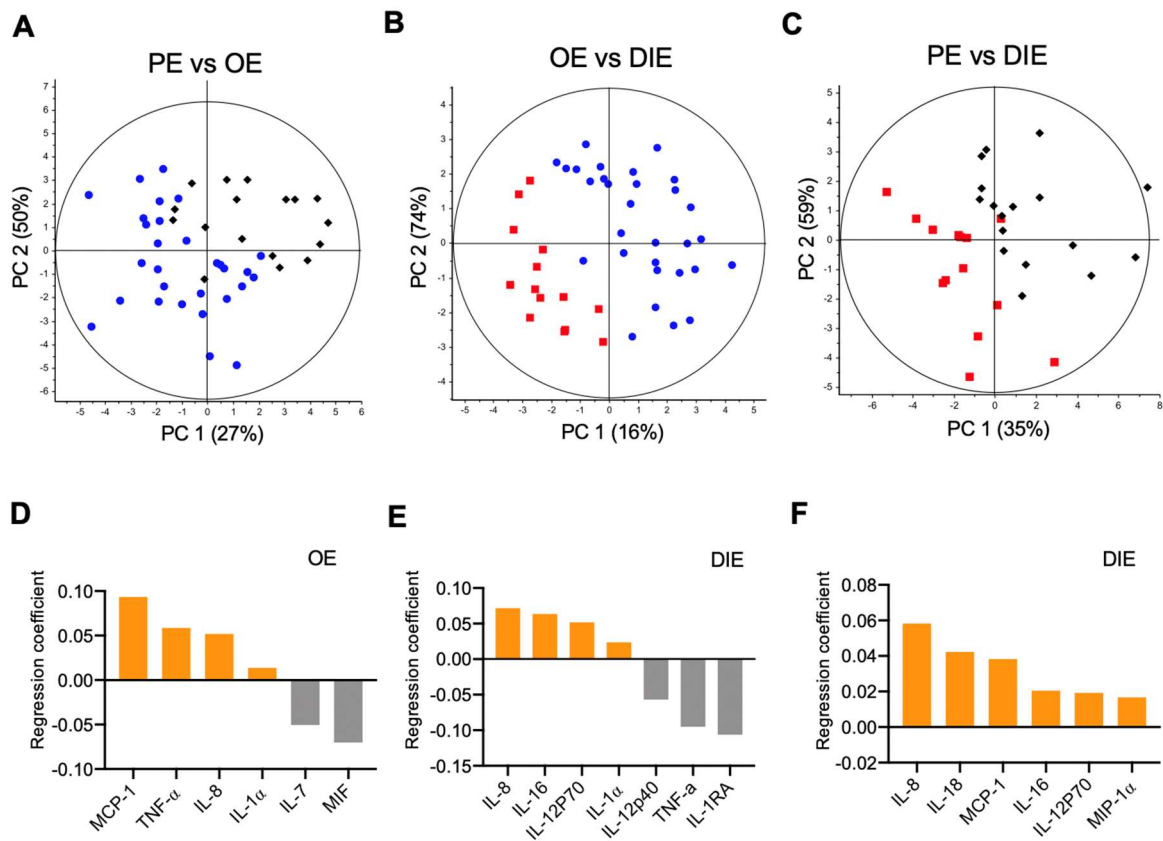 A
PE vs OE
PC 2 (50%)
7
6
5
4
3
2
1
0
-1
-2
-3
-4
-5
-6
-5
-4
-3
-2
-1
0
1
2
3
4
5
6
PC 1 (27%)
B
OE vs DIE
PC 2 (74%)
4
3
2
1
0
-1
-2
-3
-4
-5
-4
-3
-2
-1
0
1
2
3
4
5
PC 1 (16%)
C
PE vs DIE
PC 2 (59%)
5
4
3
2
1
0
-1
-2
-3
-4
-5
-6
-4
-2
0
2
4
6
8
PC 1 (35%)
D
OE
Regression coefficient
0.10
0.05
0.00
-0.05
-0.10
MCP-1
TNF-α
IL-8
IL-1α
IL-7
MIF
E
DIE
Regression coefficient
0.10
0.05
0.00
-0.05
-0.10
-0.15
IL-8
IL-16
IL-12P70
IL-1α
IL-12p40
TNF-a
IL-1RA
F
DIE
Regression coefficient
0.08
0.06
0.04
0.02
0.00
-0.02
IL-8
IL-18
MCP-1
IL-16
IL-12P70
MIP-1α